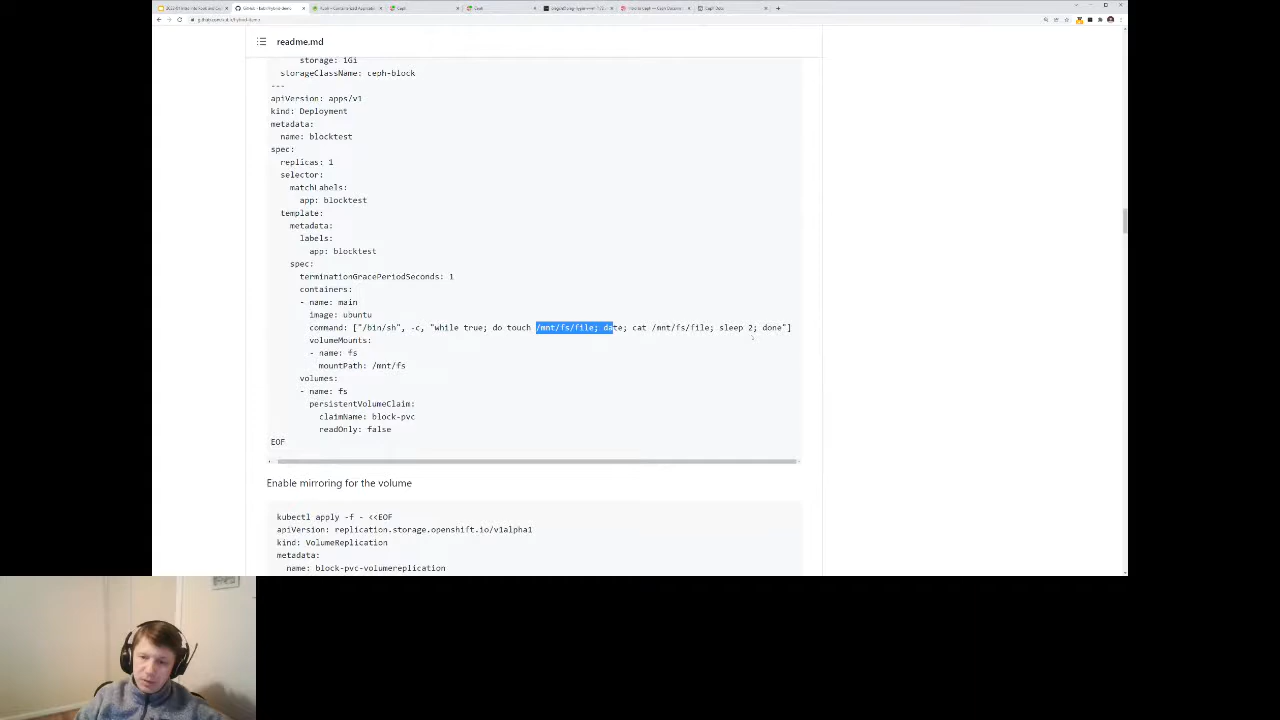 readme.md
storage: 1Gi
storageClassName: ceph-block
---
apiVersion: apps/v1
kind: Deployment
metadata:
name: blocktest
spec:
replicas: 1
selector:
matchLabels:
app: blocktest
template:
metadata:
labels:
app: blocktest
spec:
terminationGracePeriodSeconds: 1
containers:
- name: main
image: ubuntu
command: ["/bin/sh", -c, "while true; do touch /mnt/fs/file; date; cat /mnt/fs/file; sleep 2; done"]
volumeMounts:
- name: fs
mountPath: /mnt/fs
volumes:
- name: fs
persistentVolumeClaim:
claimName: block-pvc
readOnly: false
EOF
Enable mirroring for the volume
kubectl apply -f - <<EOF
apiVersion: replication.storage.openshift.io/v1alpha1
kind: VolumeReplication
metadata:
name: block-pvc-volumereplication